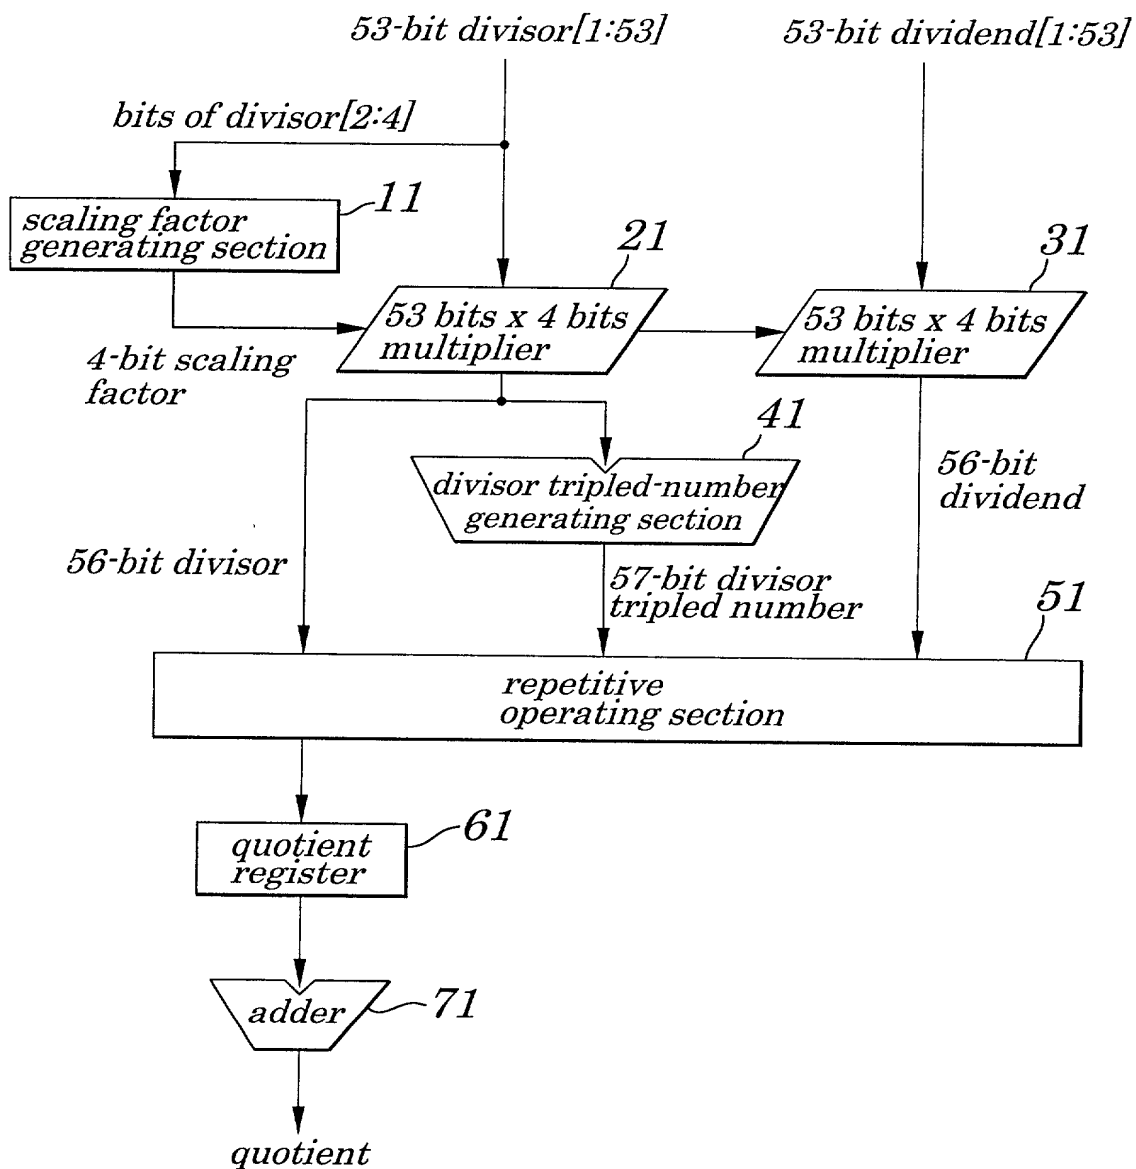 53-bit divisor[1:53]
53-bit dividend[1:53]
bits of divisor[2:4]
11
scaling factor
generating section
21
31
53 bits x 4 bits
multiplier
53 bits x 4 bits
multiplier
4-bit scaling
factor
41
divisor tripled-number
generating section
56-bit
dividend
56-bit divisor
57-bit divisor
tripled number
51
repetitive
operating section
61
quotient
register
71
adder
quotient